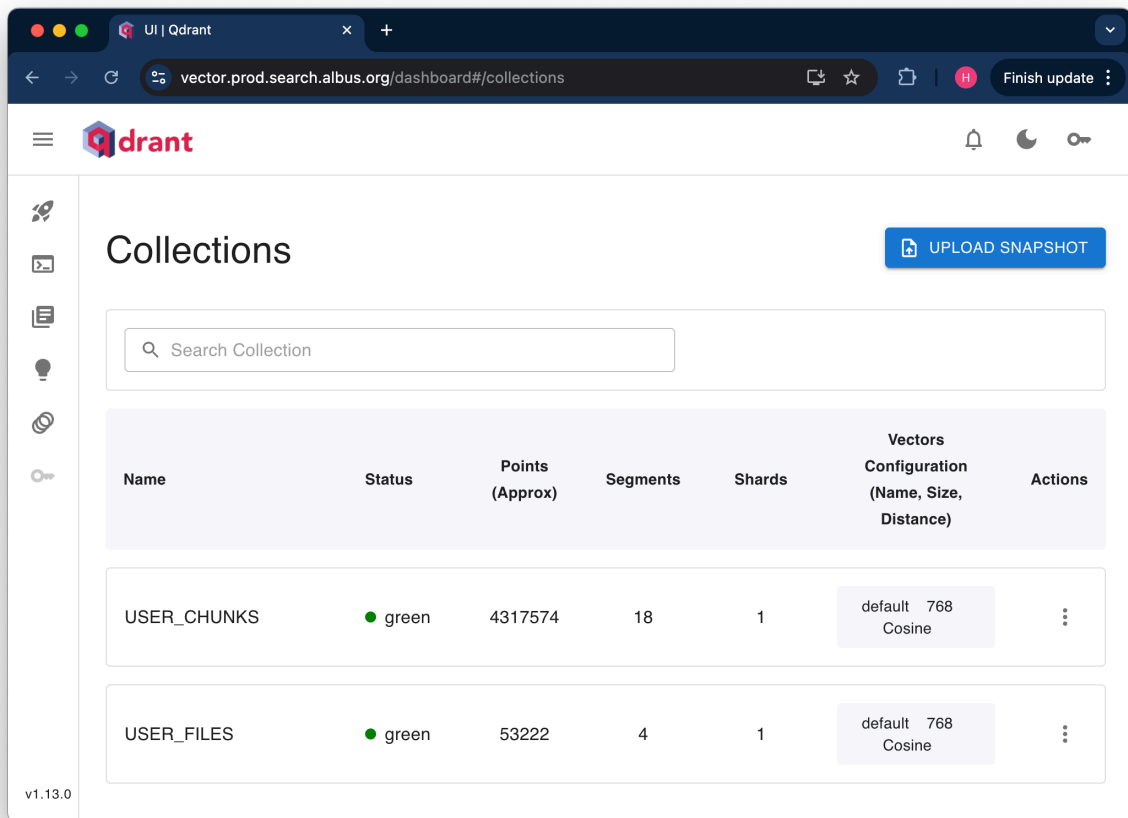 UI | Qdrant
vector.prod.search.albus.org/dashboard#/collections
H
Finish update
qdrant
Collections
UPLOAD SNAPSHOT
Search Collection
Name
Status
Points
(Approx)
Segments
Shards
Vectors
Configuration
(Name, Size,
Distance)
Actions
USER_CHUNKS
green
4317574
18
1
default 768
Cosine
USER_FILES
green
53222
4
1
default 768
Cosine
v1.13.0